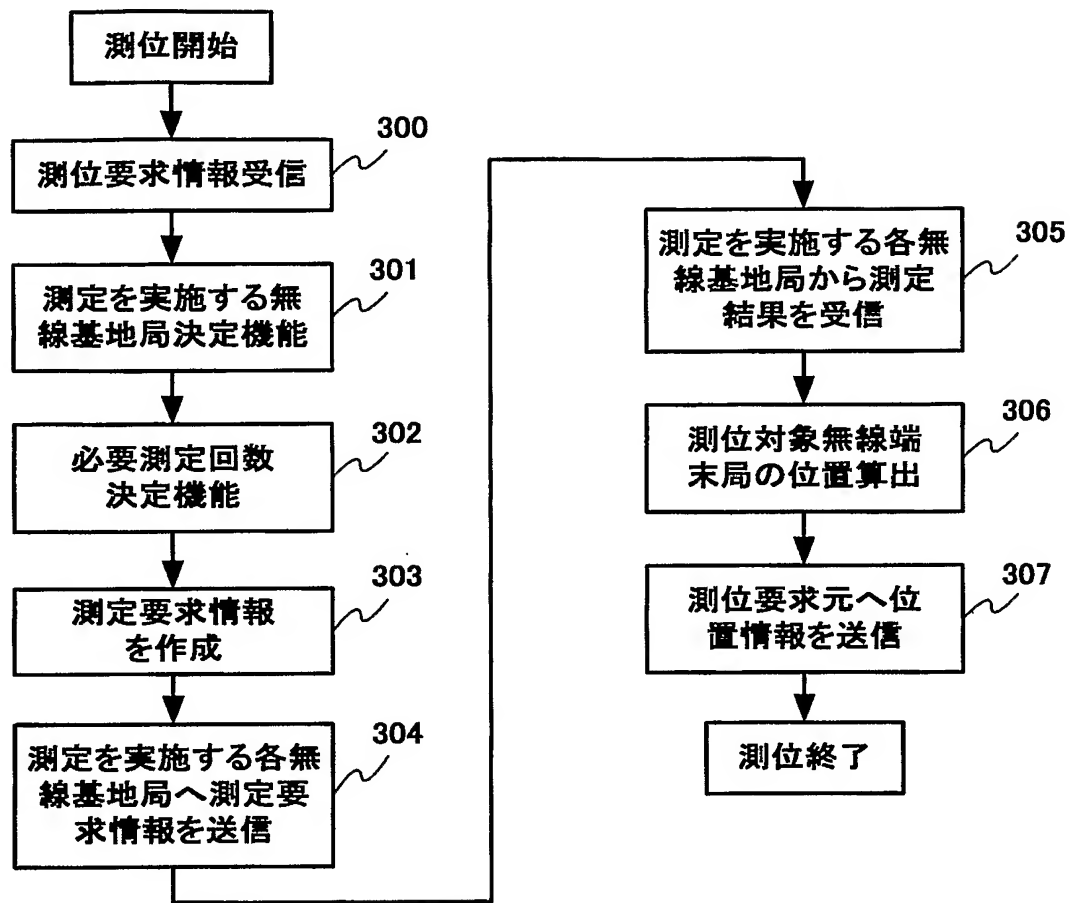 測位開始
300
測位要求情報受信
301
測定を実施する無
線基地局決定機能
302
必要測定回数
決定機能
303
測定要求情報
を作成
304
測定を実施する各無
線基地局へ測定要
求情報を送信
305
測定を実施する各無
線基地局から測定
結果を受信
306
測位対象無線端
末局の位置算出
307
測位要求元へ位
置情報を送信
測位終了